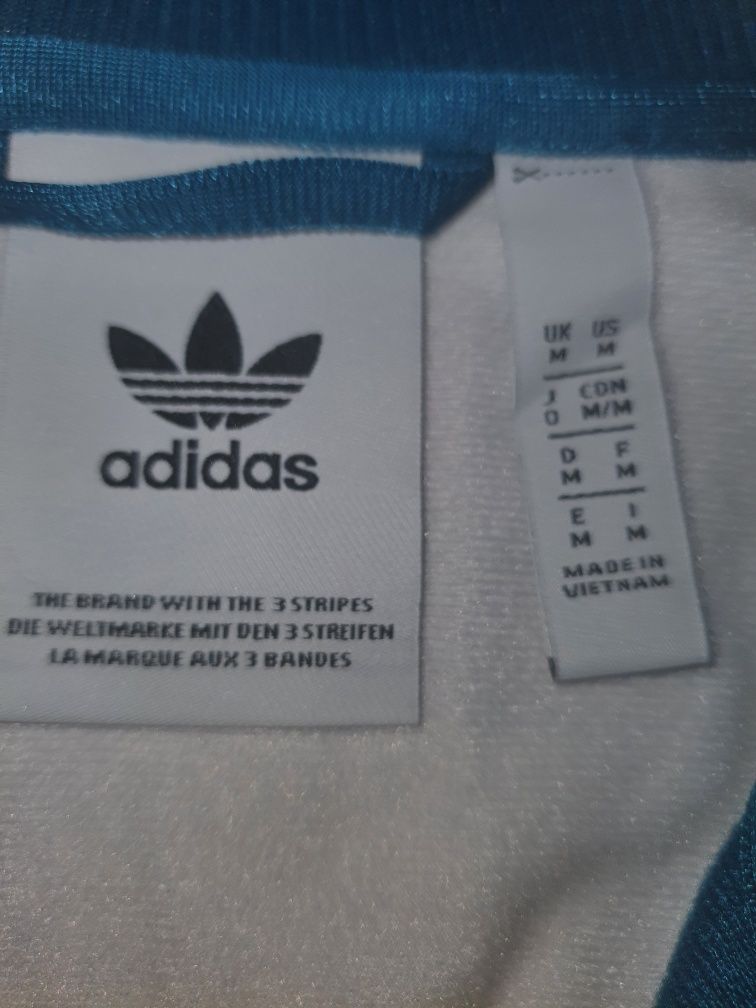 adidas
THE BRAND WITH THE 3 STRIPES
DIE WELTMARKE MIT DEN 3 STREIFEN
LA MARQUE AUX 3 BANDES
UK US
M M
J CDN
O M/M
D F
M M
E I
M M
MADE IN
VIETNAM